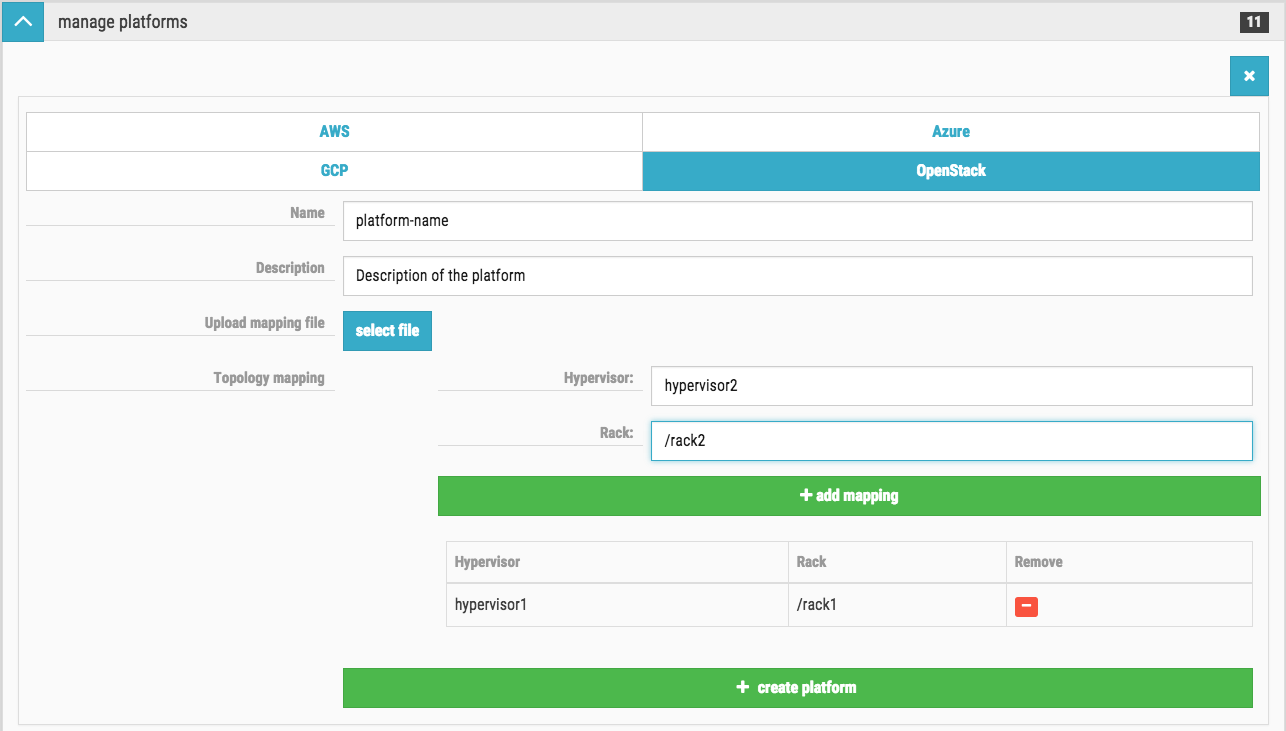 manage platforms 11
AWS Azure
GCP OpenStack
Name platform-name
Description Description of the platform
Upload mapping file select file
Topology mapping Hypervisor: hypervisor2
Rack: /rack2
add mapping
Hypervisor Rack Remove
hypervisor1 /rack1
create platform